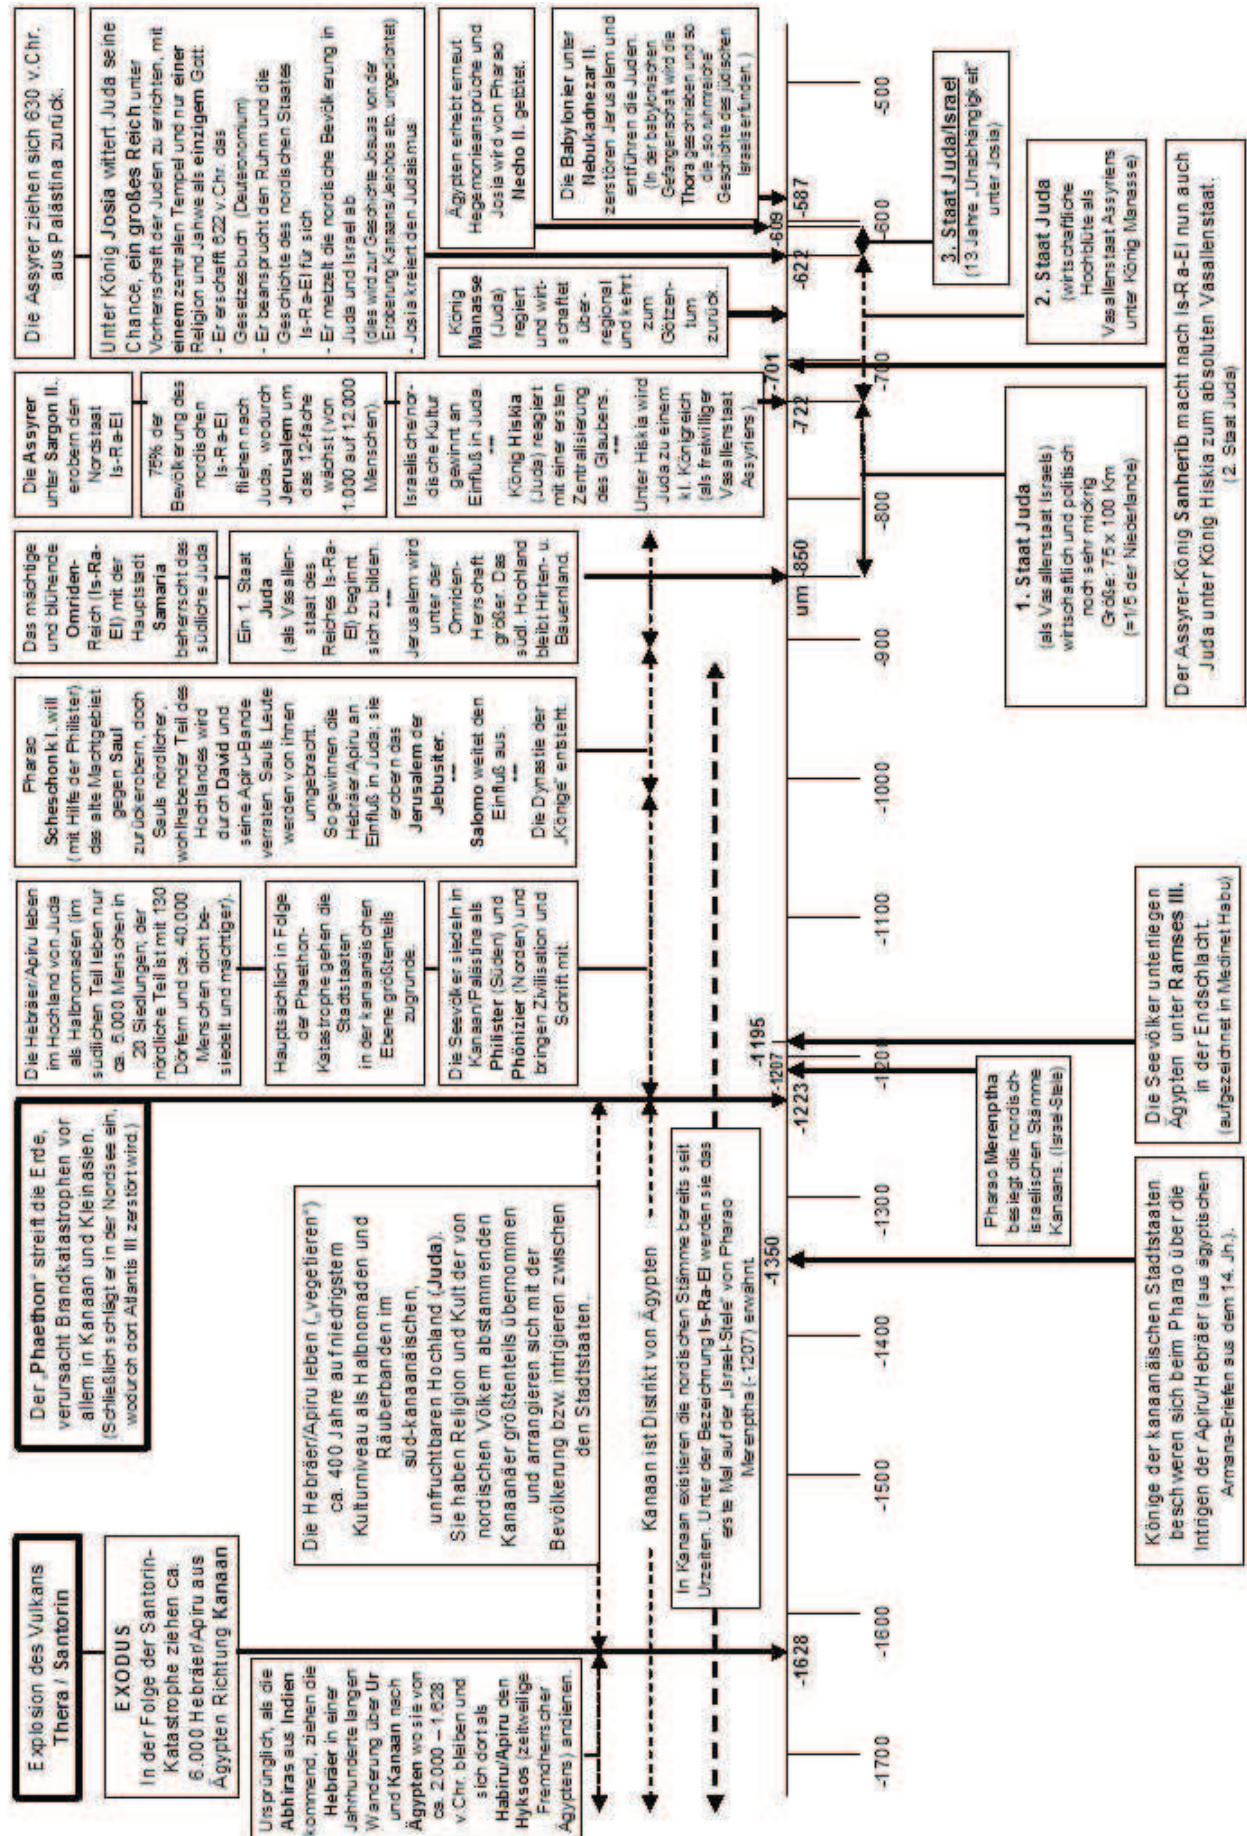 Explosion des Vulkans
Thera / Santorin
EXODUS
In der Folge der Santorin-
Katastrophe ziehen ca.
6.000 Hebräer/Apiru aus
Ägypten Richtung Kanaan
Ursprünglich, als die
Abhiras aus Indien
kommend, ziehen die
Hebräer in einer
Jahrhunderte langen
Wanderung über Ur
und Kanaan nach
Ägypten wo sie von
ca. 2.000 – 1.628
v.Chr. bleiben und
sich dort als
Habiru/Apiru den
Hyksos (zeitweilige
Fremdherrscher
Ägyptens) andienen.
Der „Phaethon“ streift die Erde,
verursacht Brandkatastrophen vor
allem in Kanaan und Kleinasien.
(Schließlich schlägt er in der Nordsee ein,
wodurch dort Atlantis III zerstört wird.)
Die Hebräer/Apiru leben („vegetieren“)
ca. 400 Jahre auf niedrigstem
Kulturniveau als Halbnomaden und
Räuberbanden im
süd-kanaanäischen,
unfruchtbaren Hochland (Juda).
Sie haben Religion und Kult der von
nordischen Völkern abstammenden
Kanaanäer größtenteils übernommen
und arrangieren sich mit der
Bevölkerung bzw. intrigieren zwischen
den Stadtstaaten.
Kanaan ist Distrikt von Ägypten
In Kanaan existieren die nordischen Stämme bereits seit
Urzeiten. Unter der Bezeichnung Is-Ra-El werden sie das
erste Mal auf der „Israel-Stele“ von Pharao
Merenptha (-1207) erwähnt.
Die Hebräer/Apiru leben
im Hochland von Juda
als Halbnomaden (im
südlichen Teil leben nur
ca. 5.000 Menschen in
20 Siedlungen; der
nördliche Teil ist mit 130
Dörfern und ca. 40.000
Menschen dicht be-
siedelt und mächtiger).
Hauptsächlich in Folge
der Phaethon-
Katastrophe gehen die
Stadtstaaten
in der kanaanäischen
Ebene größtenteils
zugrunde.
Die Seevölker siedeln in
Kanaan/Palästina als
Philister (Süden) und
Phönizier (Norden) und
bringen Zivilisation und
Schrift mit.
Pharao
Scheschonk I. will
(mit Hilfe der Philister)
das alte Machtgebiet
gegen Saul
zurückerobern, doch
Sauls nördlicher,
wohlhabender Teil des
Hochlandes wird
durch David und
seine Apiru-Bande
verraten. Sauls Leute
werden von ihnen
umgebracht.
So gewinnen die
Hebräer/Apiru an
Einfluß in Juda; sie
erobern das
Jerusalem der
Jebusiter.
---
Salomo weitet den
Einfluß aus.
---
Die Dynastie der
„Könige“ entsteht.
Das mächtige
und blühende
Omriden-
Reich (Is-Ra-
El) mit der
Hauptstadt
Samaria
beherrscht das
südliche Juda
Ein 1. Staat
Juda
(als Vasallen-
staat des
Reiches Is-Ra-
El) beginnt
sich zu bilden.
---
Jerusalem wird
unter der
Omriden-
Herrschaft
größer. Das
südl. Hochland
bleibt Hirten- u.
Bauernland.
Die Assyrer
unter Sargon II.
erobern den
Nordstaat
Is-Ra-El
75% der
Bevölkerung des
nordischen
Is-Ra-El
fliehen nach
Juda, wodurch
Jerusalem um
das 12-fache
wächst (von
1.000 auf 12.000
Menschen).
Israelische nor-
dische Kultur
gewinnt an
Einfluß in Juda.
---
König Hiskia
(Juda) reagiert
mit einer ersten
Zentralisierung
des Glaubens.
---
Unter Hiskia wird
Juda zu einem
kl. Königreich
(als freiwilliger
Vasallenstaat
Assyriens).
Die Assyrer ziehen sich 630 v.Chr.
aus Palästina zurück.
Unter König Josia wittert Juda seine
Chance, ein großes Reich unter
Vorherrschaft der Juden zu errichten, mit
einem zentralen Tempel und nur einer
Religion und Jahwe als einzigem Gott:
- Er erschafft 622 v.Chr. das
Gesetzesbuch (Deuteronomium)
- Er beansprucht den Ruhm und die
Geschichte des nordischen Staates
Is-Ra-El für sich
- Er metzelt die nordische Bevölkerung in
Juda und Israel ab
(dies wird zur Geschichte Josuas von der
Eroberung Kanaans/Jerichos etc. umgedichtet)
- Josia kreiert den Judaismus
König
Manasse
(Juda)
regiert
und wirt-
schaftet
über-
regional
und kehrt
zum
Götzen-
tum
zurück.
Ägypten erhebt erneut
Hegemonieansprüche und
Josia wird von Pharao
Necho II. getötet.
Die Babylonier unter
Nebukadnezar II.
zerstören Jerusalem und
entführen die Juden.
(In der babylonischen
Gefangenschaft wird die
Thora geschrieben und so
die „so ruhmreiche“
Geschichte des jüdischen
Israels erfunden.)
-1628
-1350
-1223
-1207
-1195
um -850
-722
-701
-622
-609
-587
-1700
-1600
-1500
-1400
-1300
-1200
-1100
-1000
-900
-800
-700
-600
-500
Könige der kanaanäischen Stadtstaaten
beschweren sich beim Pharao über die
Intrigen der Apiru/Hebräer (aus ägyptischen
Armana-Briefen aus dem 14. Jh.).
Pharao Merenptha
besiegt die nordisch-
israelischen Stämme
Kanaans. (Israel-Stele)
Die Seevölker unterliegen
Ägypten unter Ramses III.
in der Endschlacht.
(aufgezeichnet in Medinet Habu)
1. Staat Juda
(als Vasallenstaat Israels)
wirtschaftlich und politisch
noch sehr mickrig
Größe: 75 x 100 Km
(=1/5 der Niederlande)
2. Staat Juda
(wirtschaftliche
Hochblüte als
Vasallenstaat Assyriens
unter König Manasse)
3. Staat Juda/Israel
(13 Jahre „Unabhängigkeit“
unter Josia)
Der Assyrer-König Sanherib macht nach Is-Ra-El nun auch
Juda unter König Hiskia zum absoluten Vasallenstaat.
(2. Staat Juda)